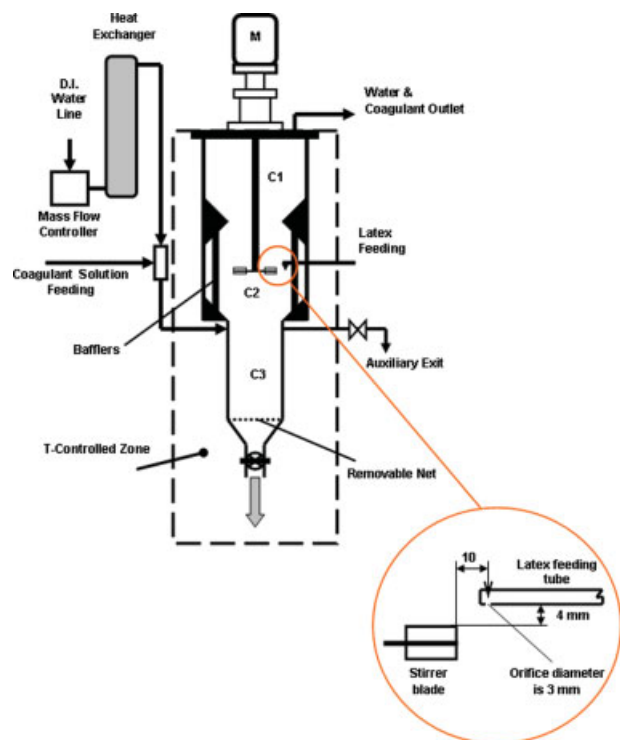 Heat
Exchanger
M
D.I.
Water
Line
Water &
Coagulant Outlet
C1
Mass Flow
Controller
Latex
Feeding
Coagulant Solution
Feeding
C2
Bafflers
Auxiliary Exit
C3
T-Controlled Zone
Removable Net
10
Latex feeding
tube
4 mm
Stirrer
blade
Orifice diameter
is 3 mm